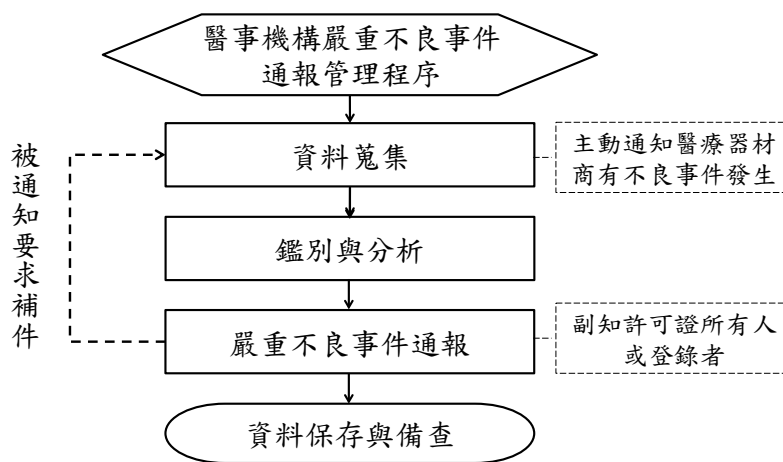 醫事機構嚴重不良事件
通報管理程序
資料蒐集
主動通知醫療器材
商有不良事件發生
被通知要求補件
鑑別與分析
嚴重不良事件通報
副知許可證所有人
或登錄者
資料保存與備查